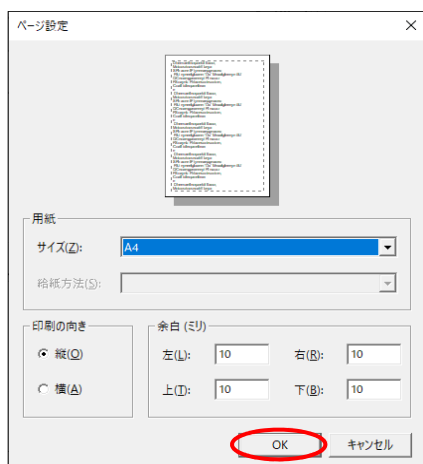 ページ設定
用紙
サイズ(Z): A4
給紙方法(S):
印刷の向き
縦(O)
横(A)
余白 (ミリ)
左(L): 10 右(R): 10
上(T): 10 下(B): 10
OK キャンセル